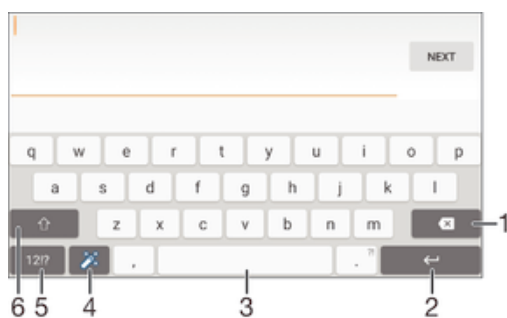 NEXT
q w e r t y u i o p
a s d f g h j k l
z x c v b n m
1
12!? , . ?!
6 5 4 3 2